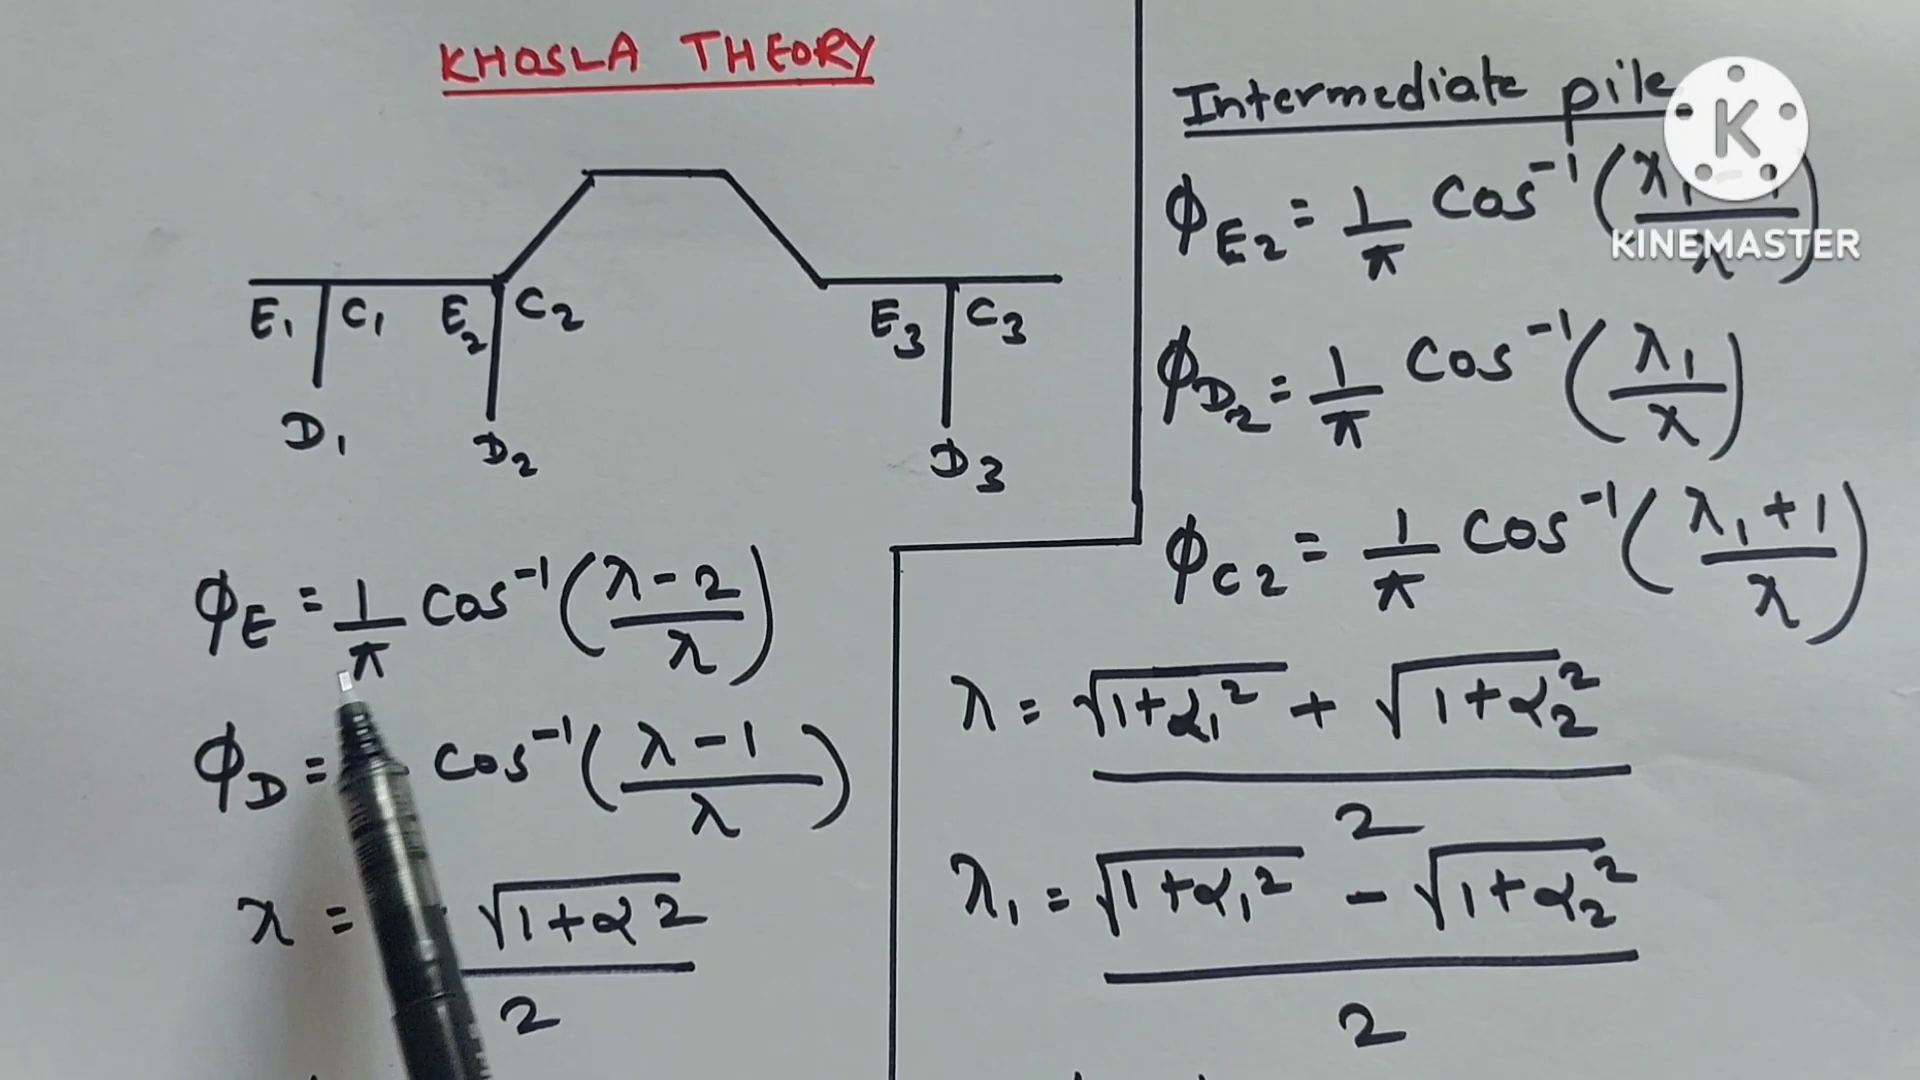 KHOSLA THEORY
E₁ C₁ E₂ C₂ E₃ C₃
D₁ D₂ D₃
ϕE = 1/π cos⁻¹(λ-2/λ)
ϕD = cos⁻¹(λ-1/λ)
λ = √1+α2 / 2
Intermediate pile
K
KINEMASTER
ϕE2 = 1/π cos⁻¹(λ₁ 1/λ)
ϕD2 = 1/π cos⁻¹(λ₁/λ)
ϕC2 = 1/π cos⁻¹(λ₁+1/λ)
λ = √1+α₁² + √1+α₂² / 2
λ₁ = √1+α₁² - √1+α₂² / 2